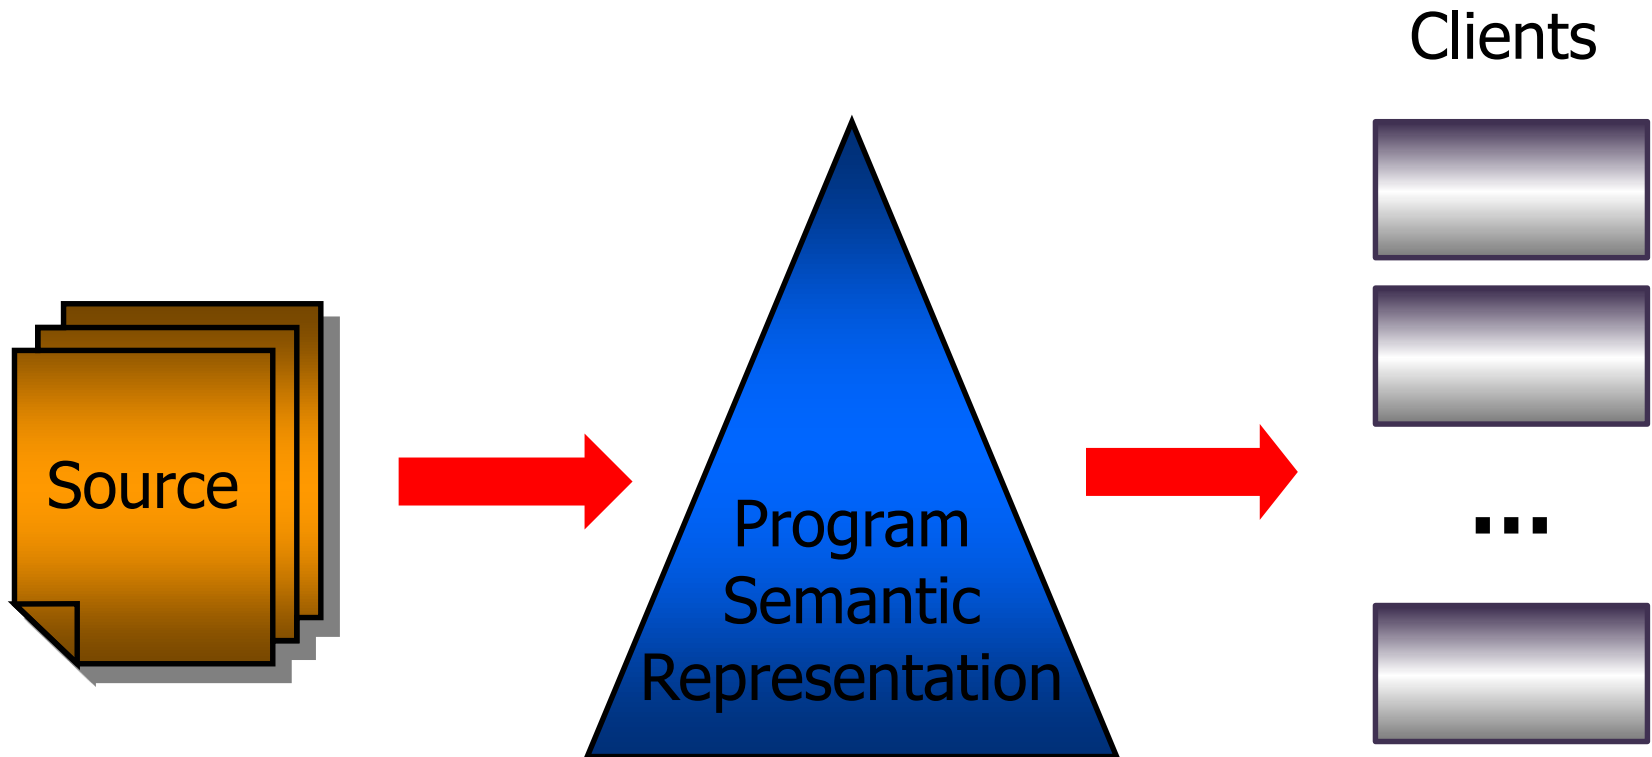 Clients
Source
Program
Semantic
Representation
...